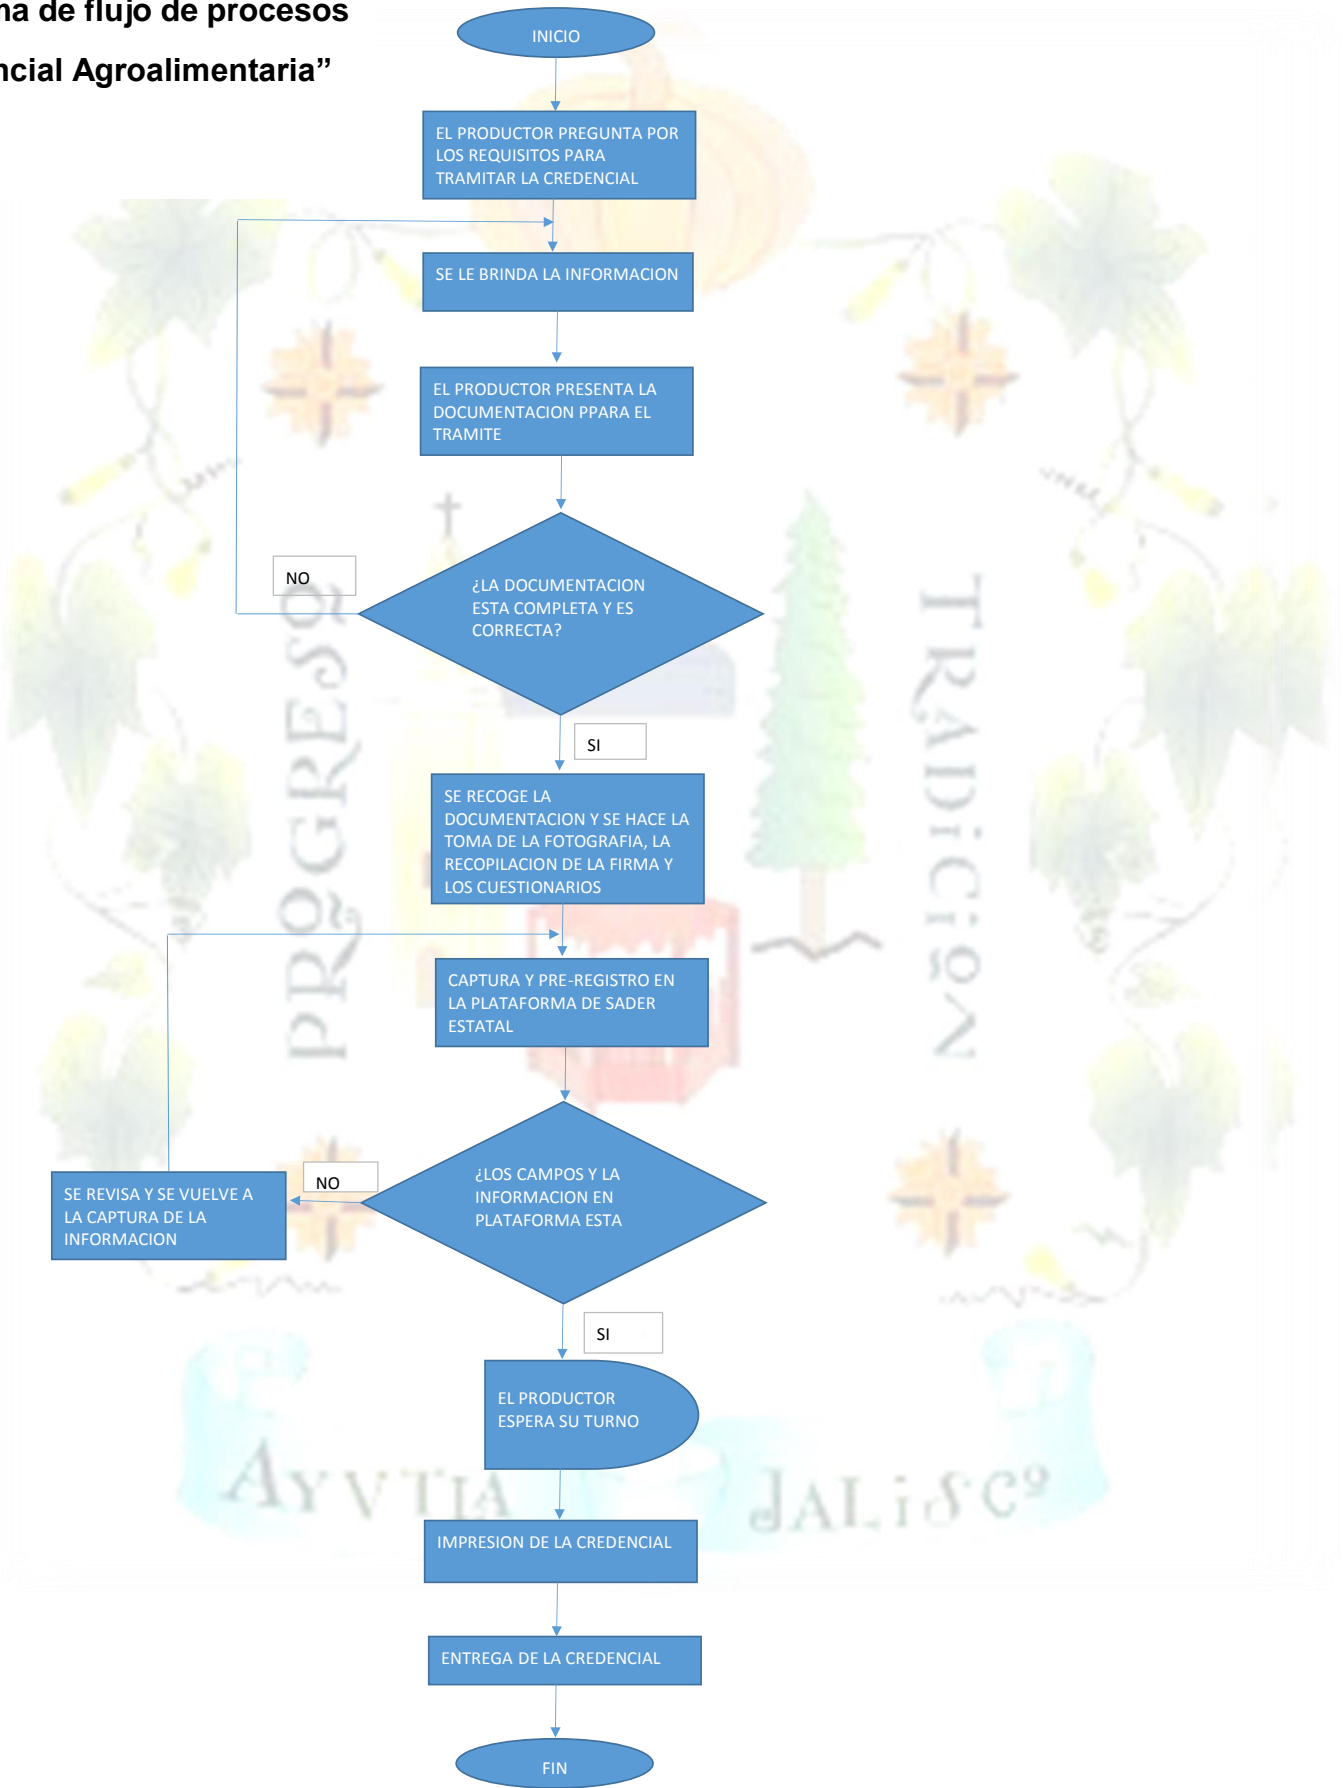 ma de flujo de procesos
ncial Agroalimentaria”
INICIO
EL PRODUCTOR PREGUNTA POR
LOS REQUISITOS PARA
TRAMITAR LA CREDENCIAL
SE LE BRINDA LA INFORMACION
EL PRODUCTOR PRESENTA LA
DOCUMENTACION PPARA EL
TRAMITE
NO
¿LA DOCUMENTACION
ESTA COMPLETA Y ES
CORRECTA?
SI
SE RECOGE LA
DOCUMENTACION Y SE HACE LA
TOMA DE LA FOTOGRAFIA, LA
RECOPILACION DE LA FIRMA Y
LOS CUESTIONARIOS
CAPTURA Y PRE-REGISTRO EN
LA PLATAFORMA DE SADER
ESTATAL
¿LOS CAMPOS Y LA
INFORMACION EN
PLATAFORMA ESTA
NO
SE REVISA Y SE VUELVE A
LA CAPTURA DE LA
INFORMACION
SI
EL PRODUCTOR
ESPERA SU TURNO
IMPRESION DE LA CREDENCIAL
ENTREGA DE LA CREDENCIAL
FIN
PROGRESO
TRADiCiÓN
AYVTLA JALiSCO